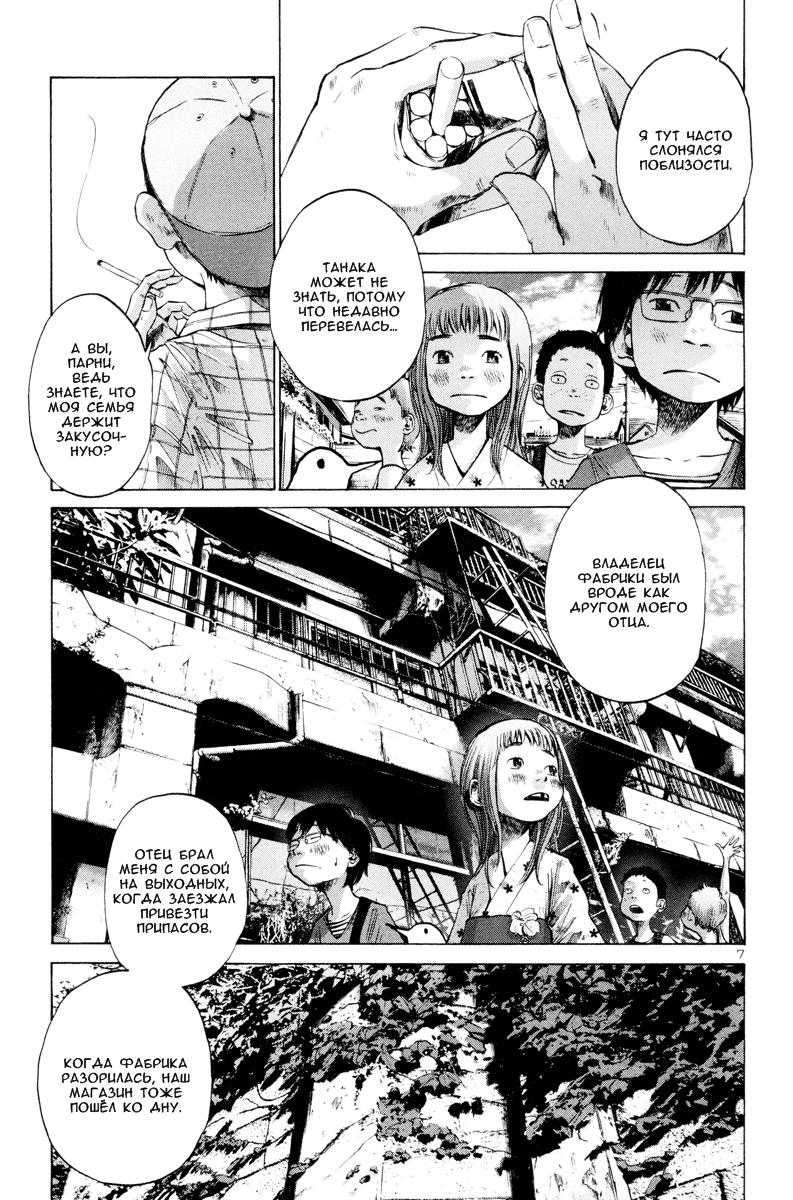 Я ТУТ ЧАСТО
СЛОНЯЛСЯ
ПОБЛИЗОСТИ.
ТАНАКА
МОЖЕТ НЕ
ЗНАТЬ, ПОТОМУ
ЧТО НЕДАВНО
ПЕРЕВЕЛАСЬ...
А ВЫ,
ПАРНИ,
ВЕДЬ
ЗНАЕТЕ, ЧТО
МОЯ СЕМЬЯ
ДЕРЖИТ
ЗАКУСОЧ-
НУЮ?
ВЛАДЕЛЕЦ
ФАБРИКИ БЫЛ
ВРОДЕ КАК
ДРУГОМ МОЕГО
ОТЦА.
ОТЕЦ БРАЛ
МЕНЯ С СОБОЙ
НА ВЫХОДНЫХ,
КОГДА ЗАЕЗЖАЛ
ПРИВЕЗТИ
ПРИПАСОВ.
7
КОГДА ФАБРИКА
РАЗОРИЛАСЬ, НАШ
МАГАЗИН ТОЖЕ
ПОШЁЛ КО ДНУ.